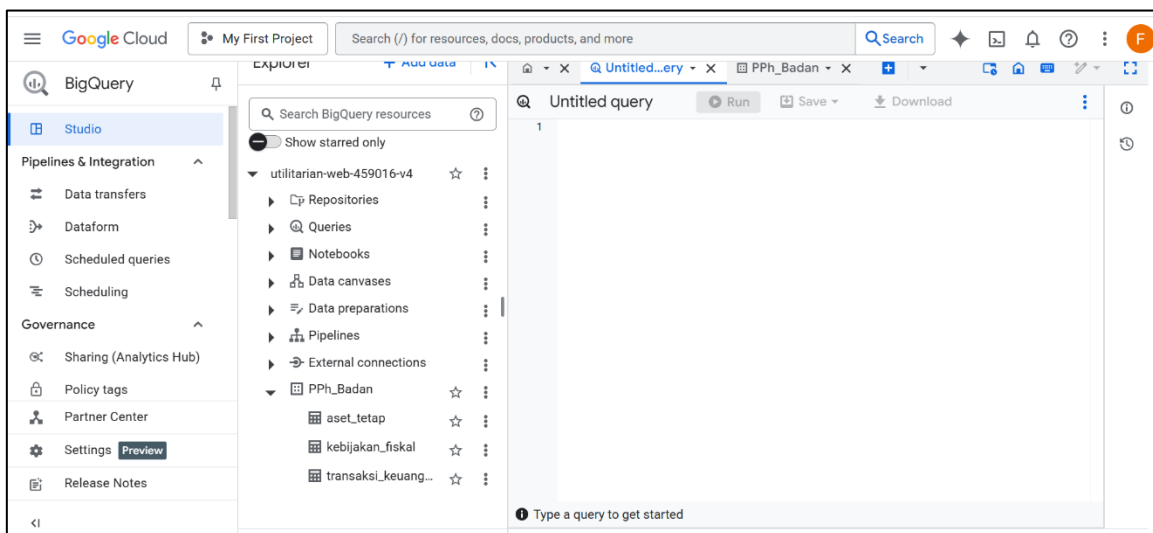 Google Cloud
My First Project
Search (/) for resources, docs, products, and more
Search
F
BigQuery
Studio
Pipelines & Integration
Data transfers
Dataform
Scheduled queries
Scheduling
Governance
Sharing (Analytics Hub)
Policy tags
Partner Center
Settings Preview
Release Notes
Explorer
+ Add data
Search BigQuery resources
Show starred only
utilitarian-web-459016-v4
Repositories
Queries
Notebooks
Data canvases
Data preparations
Pipelines
External connections
PPh_Badan
aset_tetap
kebijakan_fiskal
transaksi_keuang...
Untitled...ery
PPh_Badan
Untitled query
Run
Save
Download
1
Type a query to get started